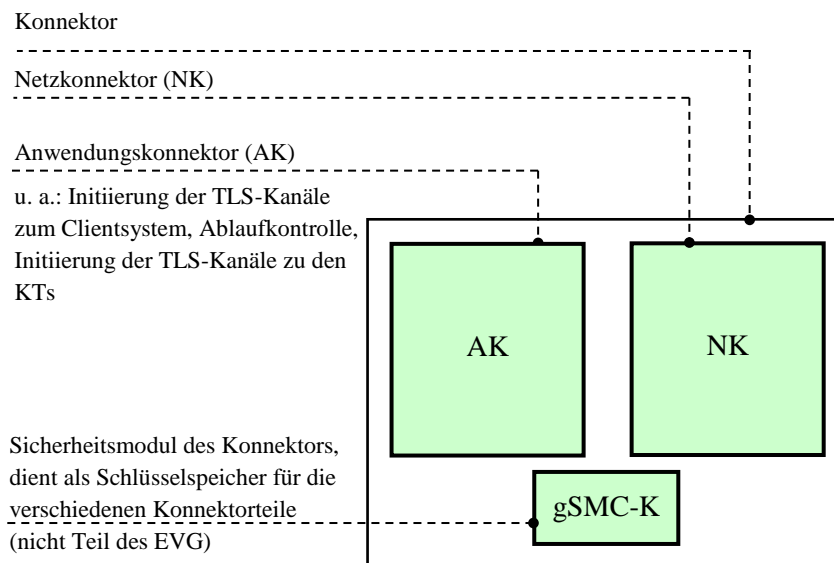 Konnektor
Netzkonnektor (NK)
Anwendungskonnektor (AK)
u. a.: Initiierung der TLS-Kanäle
zum Clientsystem, Ablaufkontrolle,
Initiierung der TLS-Kanäle zu den
KTs
AK
NK
Sicherheitsmodul des Konnektors,
dient als Schlüsselspeicher für die
verschiedenen Konnektorteile
(nicht Teil des EVG)
gSMC-K